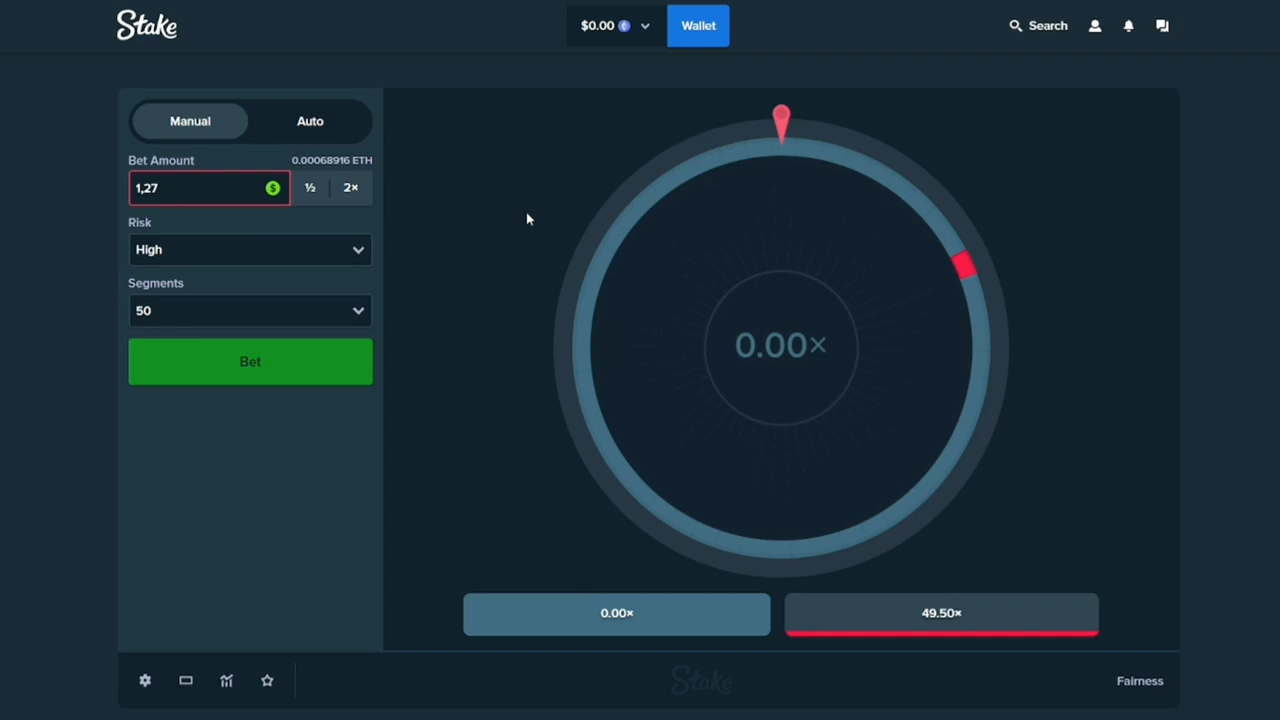 Stake
$0.00
Wallet
Search
Manual
Auto
Bet Amount
0.00068916 ETH
1,27
$
½
2×
Risk
High
Segments
50
Bet
0.00×
0.00×
49.50×
Stake
Fairness